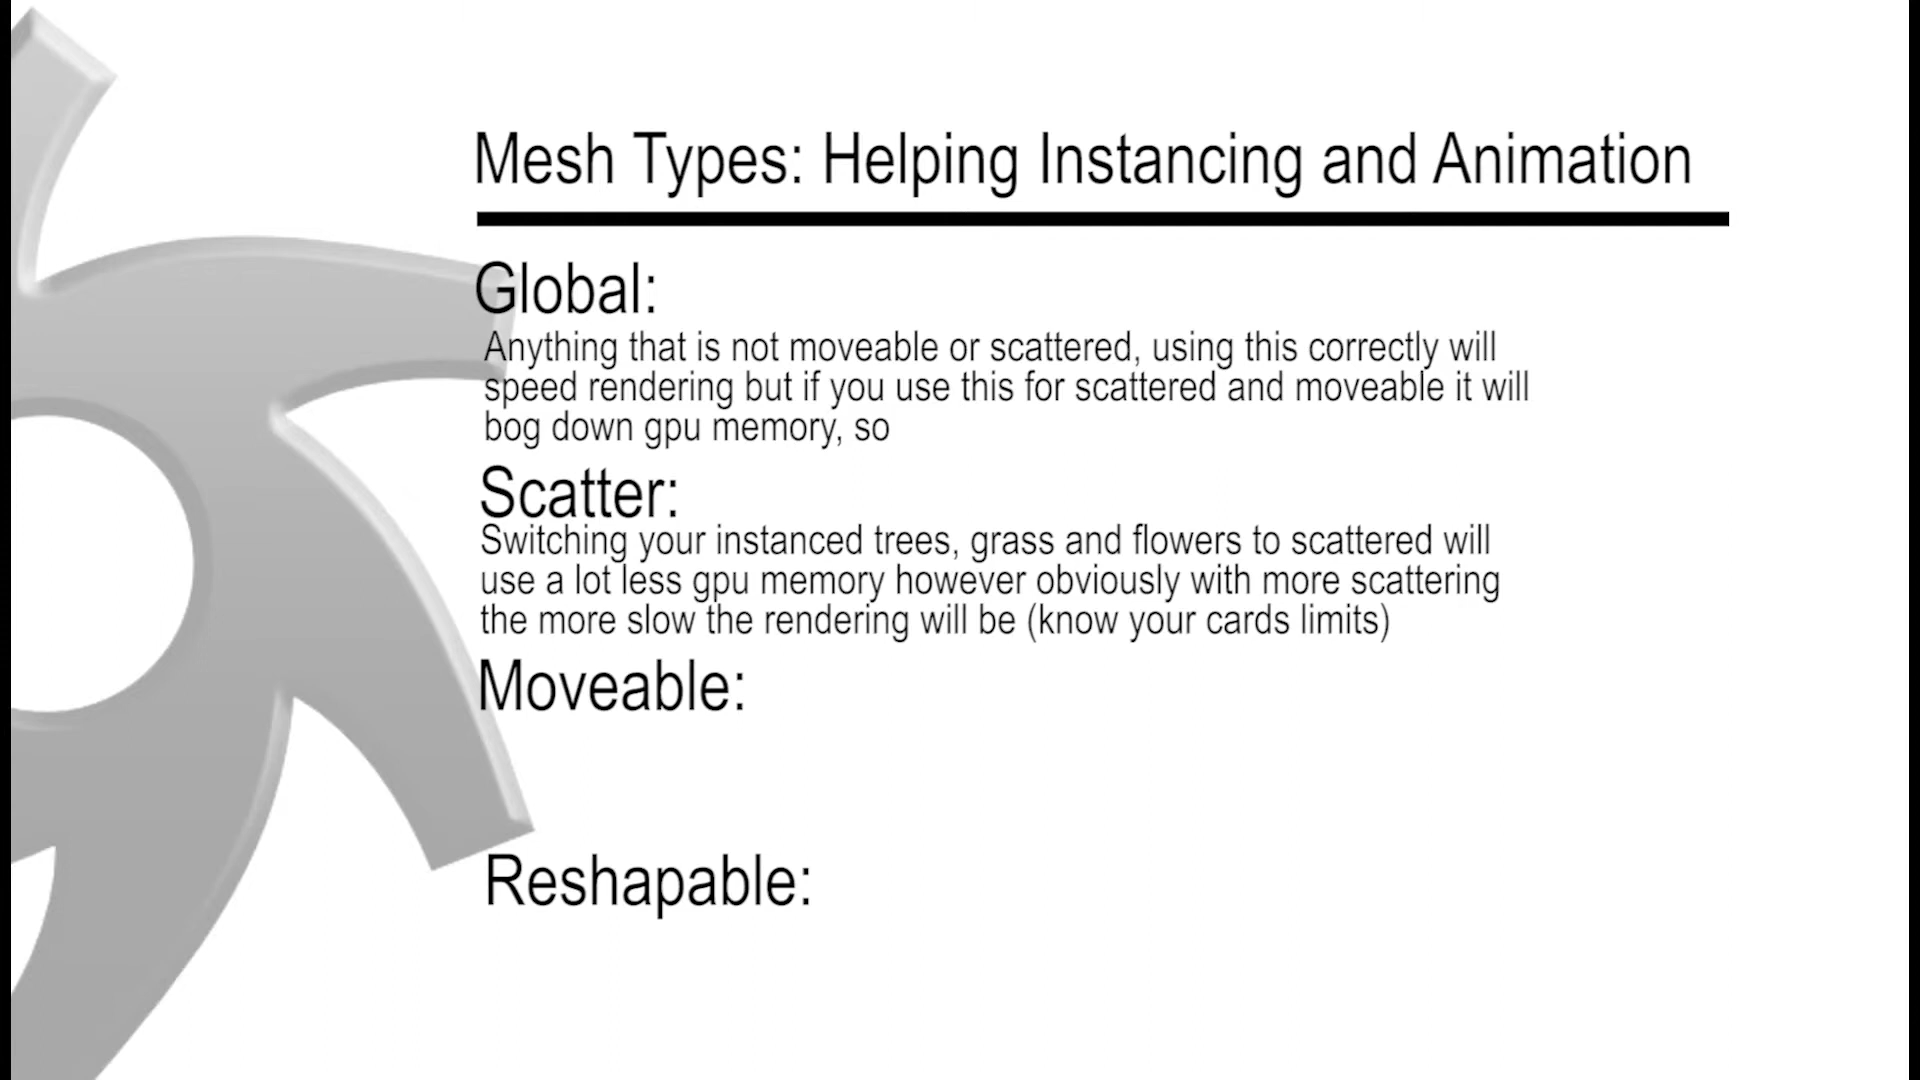 Mesh Types: Helping Instancing and Animation
Global:
Anything that is not moveable or scattered, using this correctly will
speed rendering but if you use this for scattered and moveable it will
bog down gpu memory, so
Scatter:
Switching your instanced trees, grass and flowers to scattered will
use a lot less gpu memory however obviously with more scattering
the more slow the rendering will be (know your cards limits)
Moveable:
Reshapable: